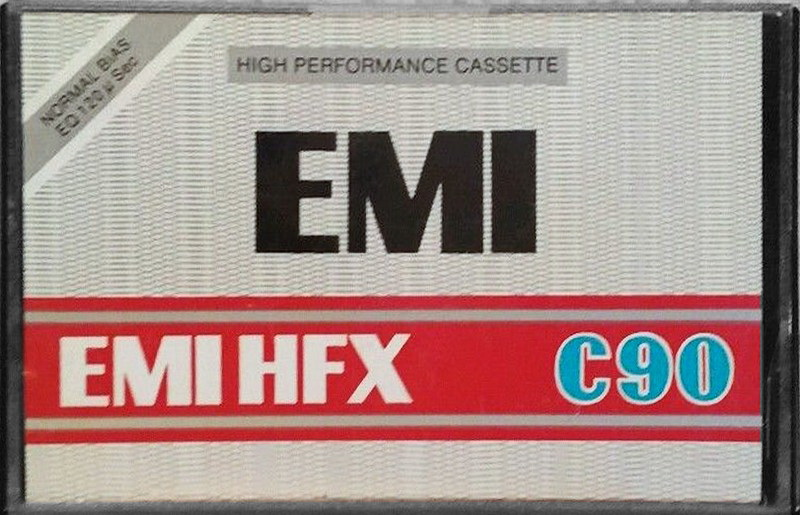 NORMAL BIAS
EQ 120 µ Sec
HIGH PERFORMANCE CASSETTE
EMI
EMI HFX C90